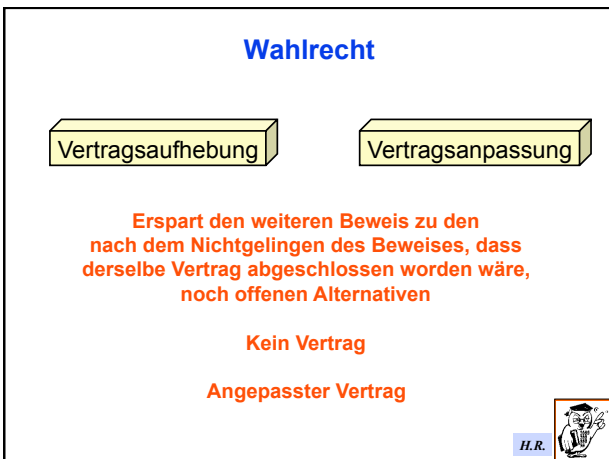 Wahlrecht
Vertragsaufhebung
Vertragsanpassung
Erspart den weiteren Beweis zu den
nach dem Nichtgelingen des Beweises, dass
derselbe Vertrag abgeschlossen worden wäre,
noch offenen Alternativen
Kein Vertrag
Angepasster Vertrag
H.R.